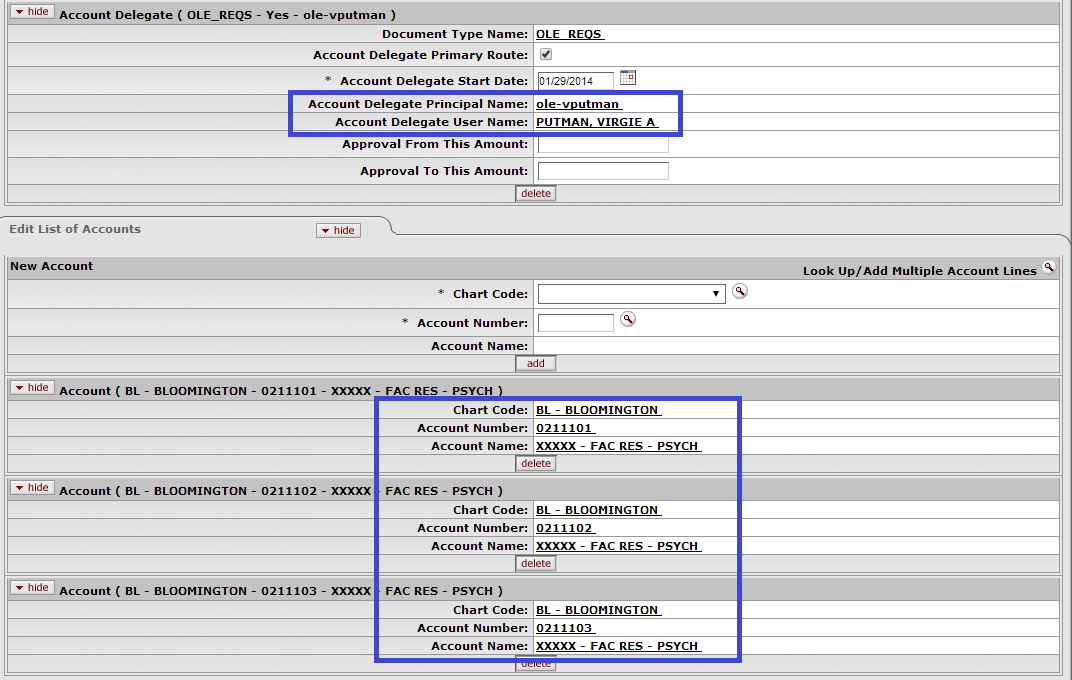 hide Account Delegate ( OLE_REQS - Yes - ole-vputman )
Document Type Name: OLE_REQS
Account Delegate Primary Route:
* Account Delegate Start Date: 01/29/2014
Account Delegate Principal Name: ole-vputman
Account Delegate User Name: PUTMAN, VIRGIE A
Approval From This Amount:
Approval To This Amount:
delete
Edit List of Accounts hide
New Account Look Up/Add Multiple Account Lines
* Chart Code:
* Account Number:
Account Name:
add
hide Account ( BL - BLOOMINGTON - 0211101 - XXXXX - FAC RES - PSYCH )
Chart Code: BL - BLOOMINGTON
Account Number: 0211101
Account Name: XXXXX - FAC RES - PSYCH
delete
hide Account ( BL - BLOOMINGTON - 0211102 - XXXXX - FAC RES - PSYCH )
Chart Code: BL - BLOOMINGTON
Account Number: 0211102
Account Name: XXXXX - FAC RES - PSYCH
delete
hide Account ( BL - BLOOMINGTON - 0211103 - XXXXX - FAC RES - PSYCH )
Chart Code: BL - BLOOMINGTON
Account Number: 0211103
Account Name: XXXXX - FAC RES - PSYCH
delete